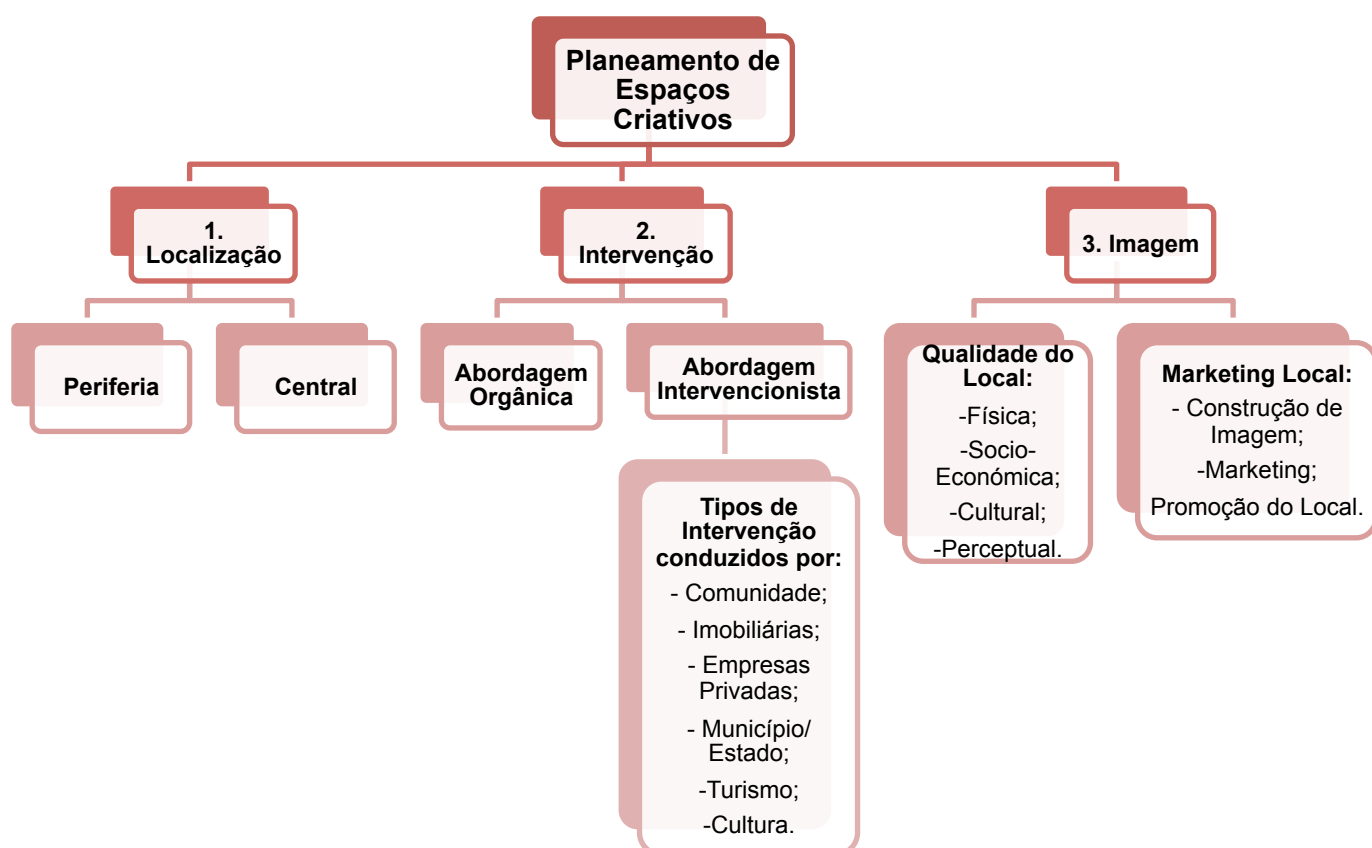 Planeamento de
Espaços
Criativos
1.
Localização
2.
Intervenção
3. Imagem
Periferia
Central
Abordagem
Orgânica
Abordagem
Intervencionista
Qualidade do
Local:
-Física;
-Socio-
Económica;
-Cultural;
-Perceptual.
Marketing Local:
- Construção de
Imagem;
-Marketing;
Promoção do Local.
Tipos de
Intervenção
conduzidos por:
- Comunidade;
- Imobiliárias;
- Empresas
Privadas;
- Município/
Estado;
-Turismo;
-Cultura.